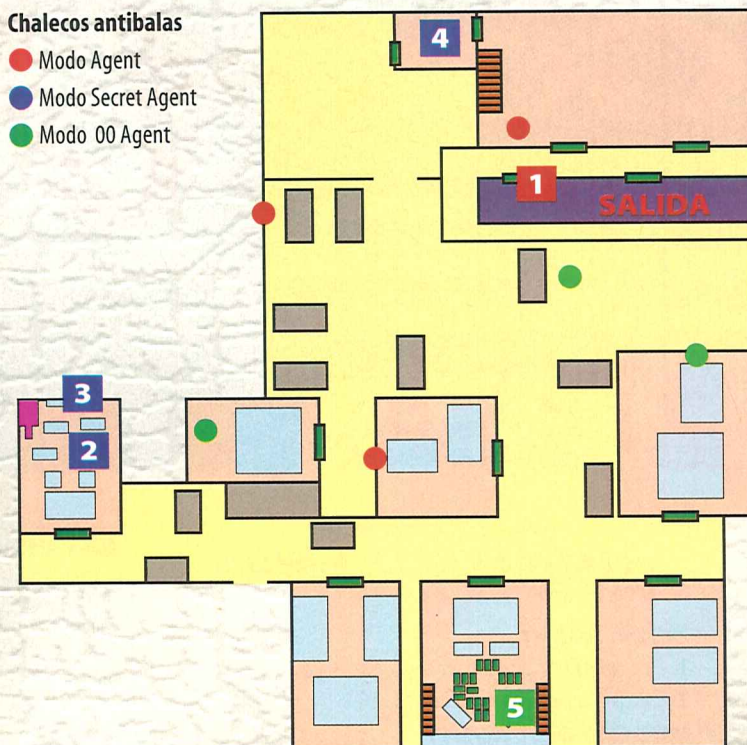 Chalecos antibalas
Modo Agent
Modo Secret Agent
Modo 00 Agent
4
1
SALIDA
3
2
5